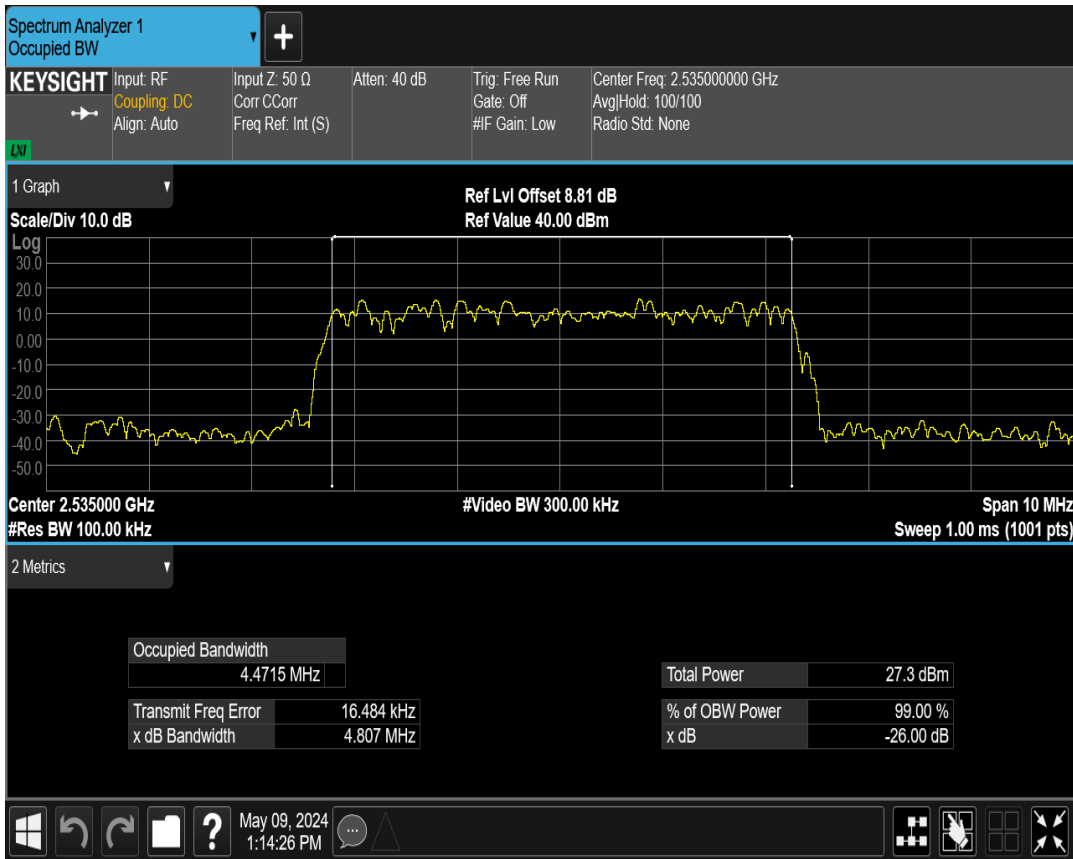 Spectrum Analyzer 1
Occupied BW
+
KEYSIGHT
LXI
Input: RF
Coupling: DC
Align: Auto
Input Z: 50 Ω
Corr CCorr
Freq Ref: Int (S)
Atten: 40 dB
Trig: Free Run
Gate: Off
#IF Gain: Low
Center Freq: 2.535000000 GHz
Avg|Hold: 100/100
Radio Std: None
1 Graph
Scale/Div 10.0 dB
Ref Lvl Offset 8.81 dB
Ref Value 40.00 dBm
Log
30.0
20.0
10.0
0.00
-10.0
-20.0
-30.0
-40.0
-50.0
Center 2.535000 GHz
#Video BW 300.00 kHz
Span 10 MHz
#Res BW 100.00 kHz
Sweep 1.00 ms (1001 pts)
2 Metrics
Occupied Bandwidth
4.4715 MHz
Total Power 27.3 dBm
Transmit Freq Error 16.484 kHz
% of OBW Power 99.00 %
x dB Bandwidth 4.807 MHz
x dB -26.00 dB
?
May 09, 2024
1:14:26 PM